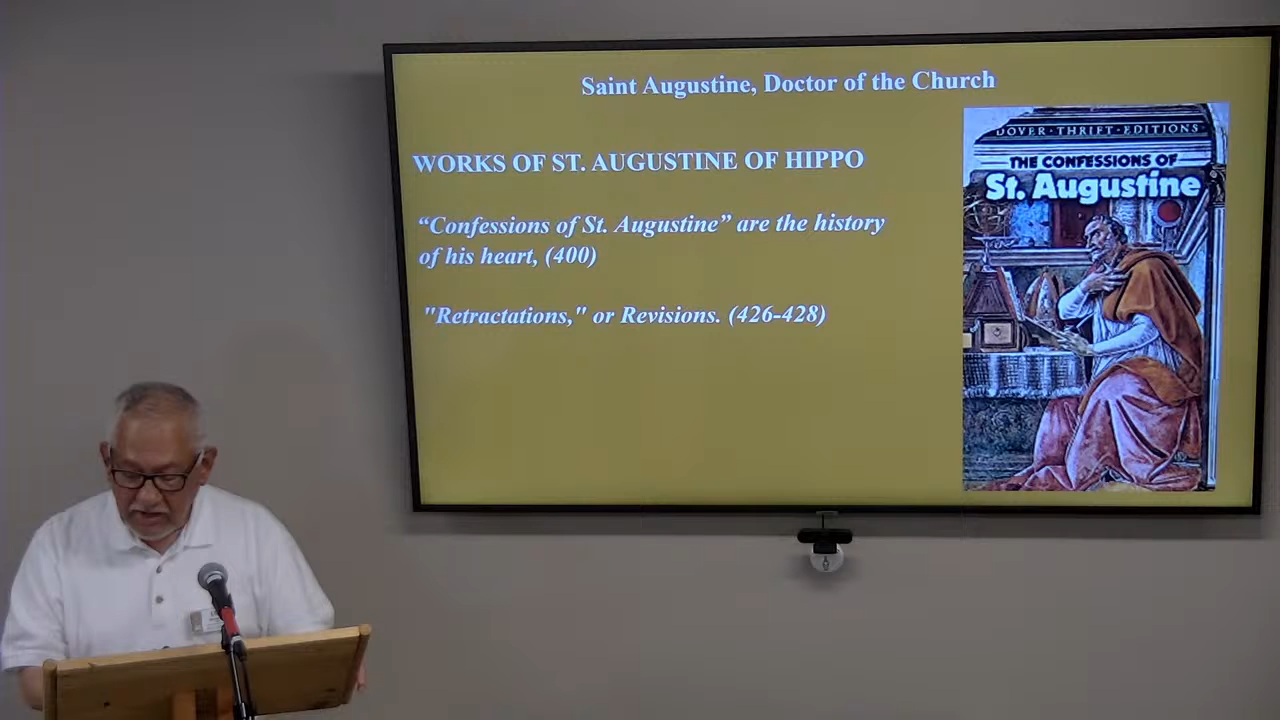 Saint Augustine, Doctor of the Church
WORKS OF ST. AUGUSTINE OF HIPPO
“Confessions of St. Augustine” are the history
of his heart, (400)
"Retractations," or Revisions. (426-428)
DOVER · THRIFT · EDITIONS
THE CONFESSIONS OF
St. Augustine